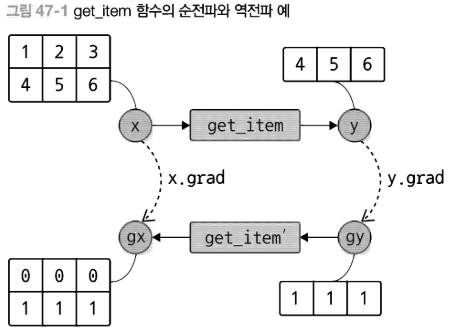 그림 47-1 get_item 함수의 순전파와 역전파 예
1 2 3
4 5 6
4 5 6
x
get_item
y
x.grad
y.grad
gx
get_item′
gy
0 0 0
1 1 1
1 1 1